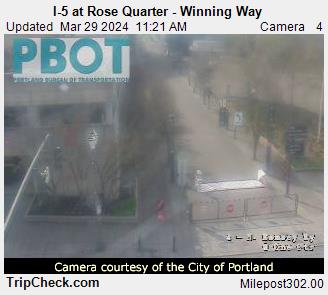 I-5 at Rose Quarter - Winning Way
Updated Mar 29 2024 11:21 AM Camera 4
PBOT
PORTLAND BUREAU OF TRANSPORTATION
Camera courtesy of the City of Portland
TripCheck.com Milepost302.00